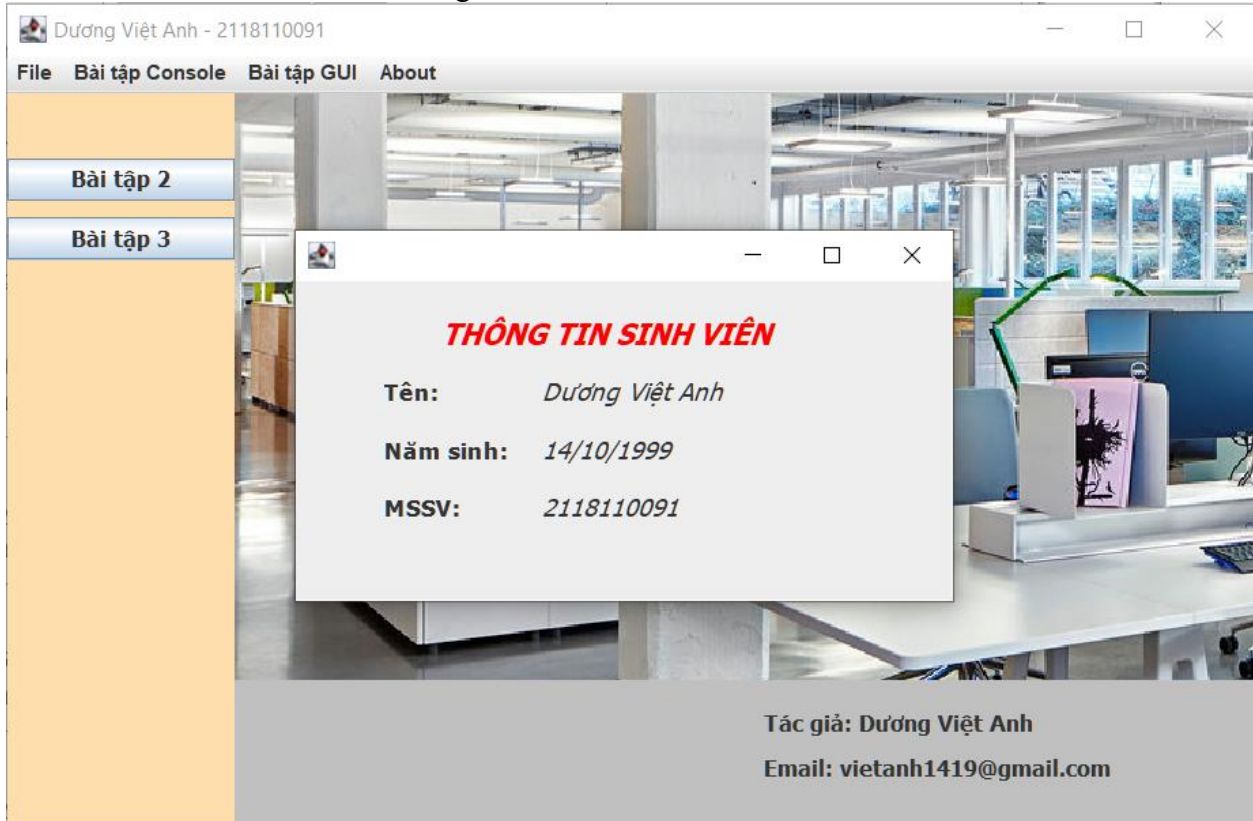 Dương Việt Anh - 2118110091
File Bài tập Console Bài tập GUI About
Bài tập 2
Bài tập 3
THÔNG TIN SINH VIÊN
Tên: Dương Việt Anh
Năm sinh: 14/10/1999
MSSV: 2118110091
Tác giả: Dương Việt Anh
Email: vietanh1419@gmail.com